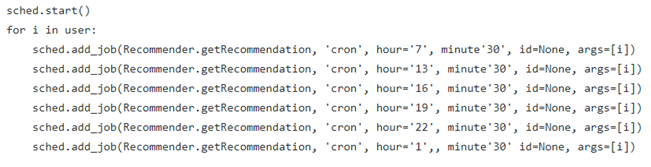 sched.start()
for i in user:
    sched.add_job(Recommender.getRecommendation, 'cron', hour='7', minute'30', id=None, args=[i])
    sched.add_job(Recommender.getRecommendation, 'cron', hour='13', minute'30', id=None, args=[i])
    sched.add_job(Recommender.getRecommendation, 'cron', hour='16', minute'30', id=None, args=[i])
    sched.add_job(Recommender.getRecommendation, 'cron', hour='19', minute'30', id=None, args=[i])
    sched.add_job(Recommender.getRecommendation, 'cron', hour='22', minute'30', id=None, args=[i])
    sched.add_job(Recommender.getRecommendation, 'cron', hour='1',, minute'30' id=None, args=[i])